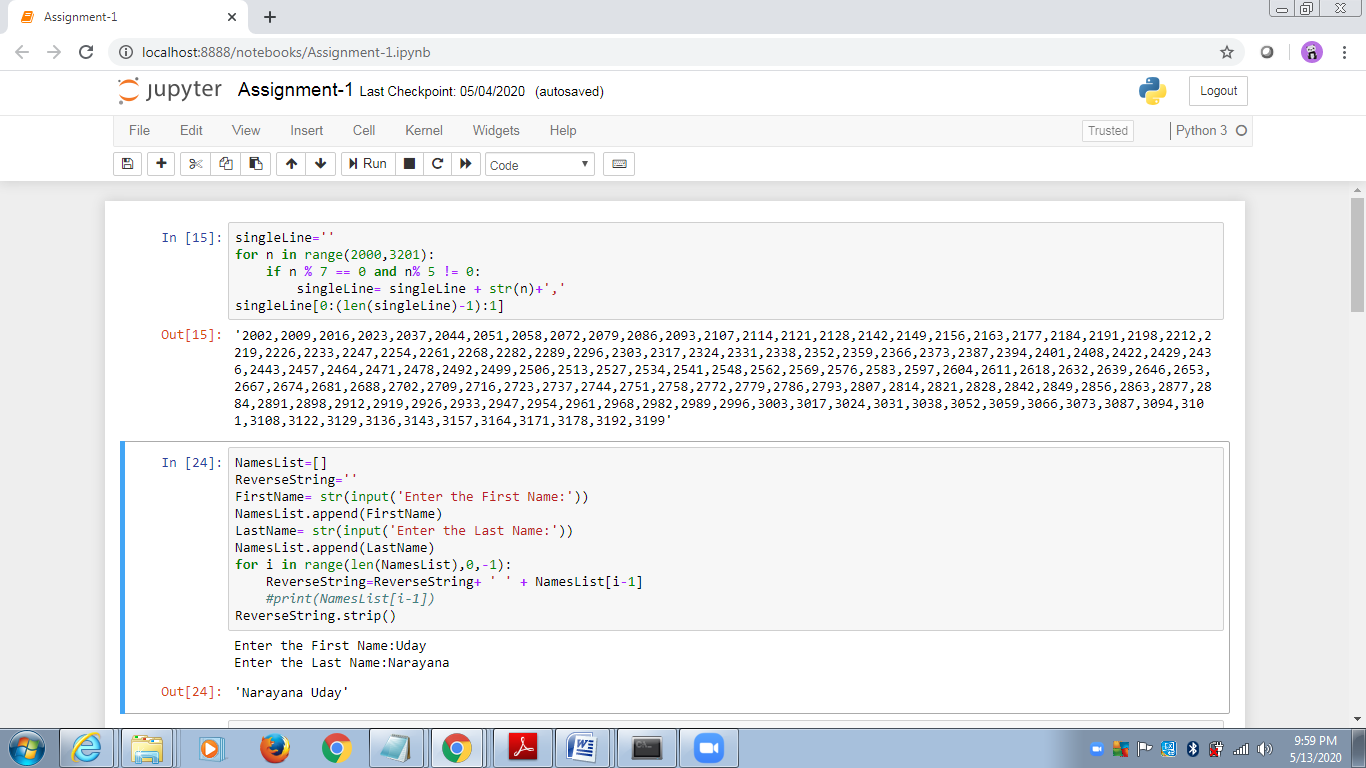 Assignment-1
localhost:8888/notebooks/Assignment-1.ipynb
jupyter Assignment-1 Last Checkpoint: 05/04/2020 (autosaved)
Logout
File Edit View Insert Cell Kernel Widgets Help
Trusted
Python 3
Run
Code
In [15]:
singleLine=''
for n in range(2000,3201):
    if n % 7 == 0 and n% 5 != 0:
        singleLine= singleLine + str(n)+','
singleLine[0:(len(singleLine)-1):1]
Out[15]:
'2002,2009,2016,2023,2037,2044,2051,2058,2072,2079,2086,2093,2107,2114,2121,2128,2142,2149,2156,2163,2177,2184,2191,2198,2212,2
219,2226,2233,2247,2254,2261,2268,2282,2289,2296,2303,2317,2324,2331,2338,2352,2359,2366,2373,2387,2394,2401,2408,2422,2429,243
6,2443,2457,2464,2471,2478,2492,2499,2506,2513,2527,2534,2541,2548,2562,2569,2576,2583,2597,2604,2611,2618,2632,2639,2646,2653,
2667,2674,2681,2688,2702,2709,2716,2723,2737,2744,2751,2758,2772,2779,2786,2793,2807,2814,2821,2828,2842,2849,2856,2863,2877,28
84,2891,2898,2912,2919,2926,2933,2947,2954,2961,2968,2982,2989,2996,3003,3017,3024,3031,3038,3052,3059,3066,3073,3087,3094,310
1,3108,3122,3129,3136,3143,3157,3164,3171,3178,3192,3199'
In [24]:
NamesList=[]
ReverseString=''
FirstName= str(input('Enter the First Name:'))
NamesList.append(FirstName)
LastName= str(input('Enter the Last Name:'))
NamesList.append(LastName)
for i in range(len(NamesList),0,-1):
    ReverseString=ReverseString+ ' ' + NamesList[i-1]
    #print(NamesList[i-1])
ReverseString.strip()
Enter the First Name:Uday
Enter the Last Name:Narayana
Out[24]:
'Narayana Uday'
9:59 PM
5/13/2020